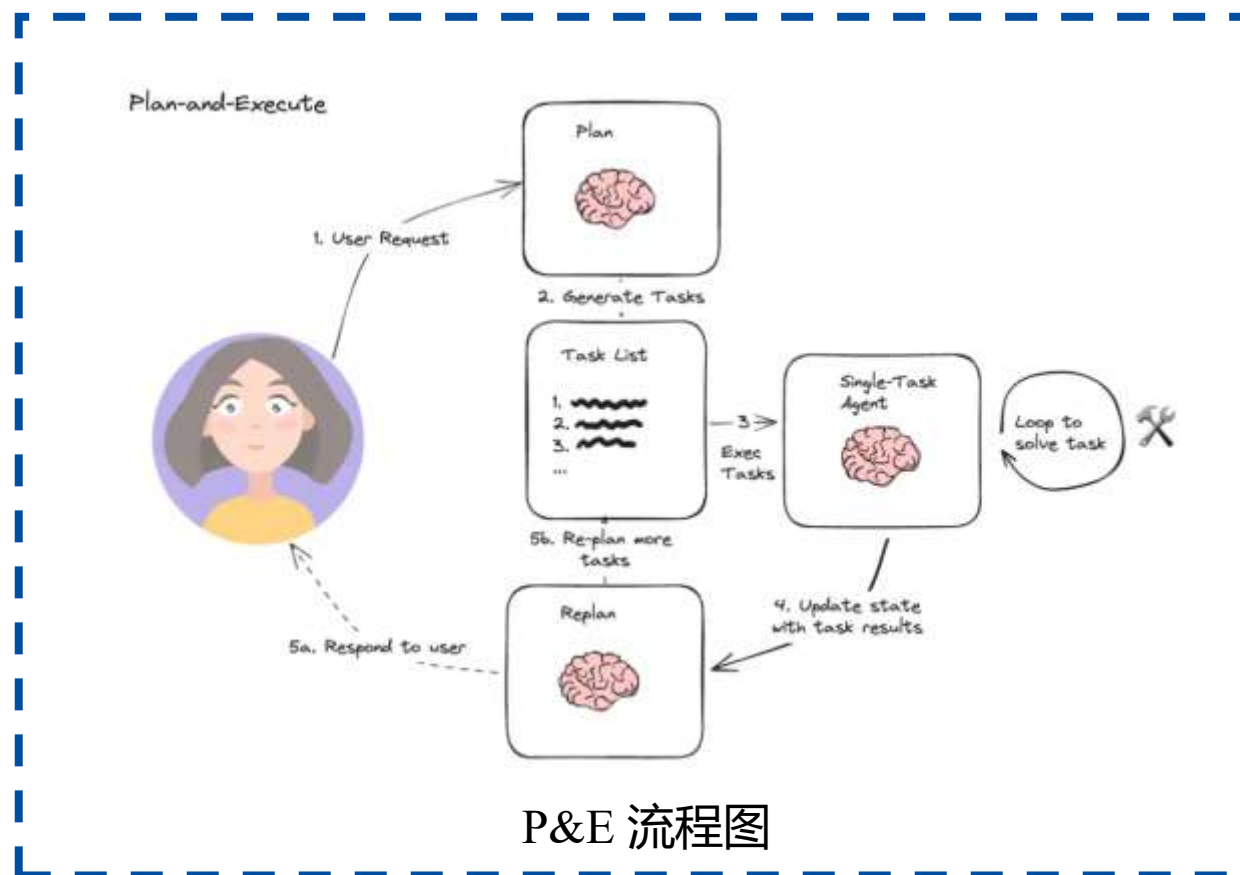 Plan-and-Execute
Plan
1. User Request
2. Generate Tasks
Task List
1.
2.
3.
...
3
Exec
Tasks
Single-Task
Agent
Loop to
solve task
4. Update state
with task results
5b. Re-plan more
tasks
Replan
5a. Respond to user
P&E 流程图